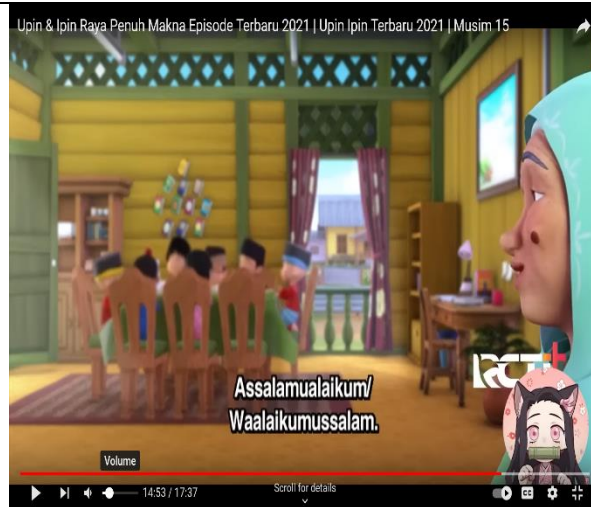 Upin & Ipin Raya Penuh Makna Episode Terbaru 2021 | Upin Ipin Terbaru 2021 | Musim 15
Assalamualaikum/
Waalaikumussalam.
RCTI+
Volume
14:53 / 17:37
Scroll for details
CC